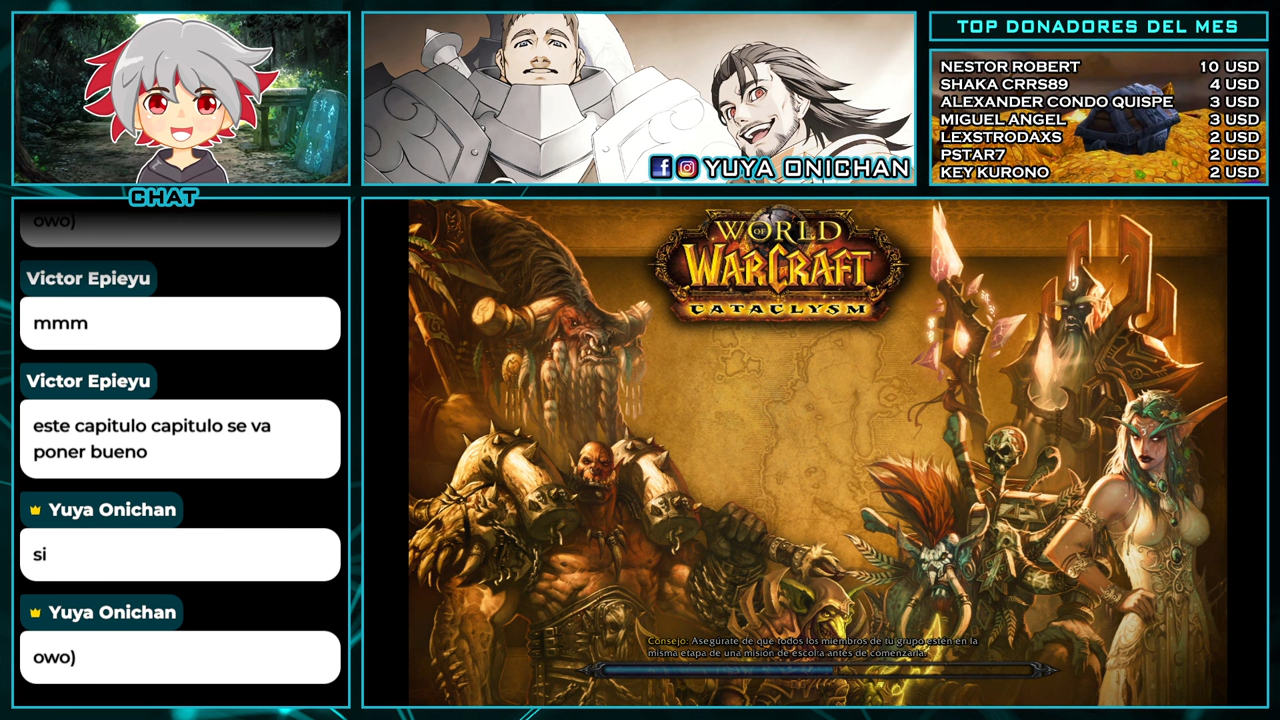 TOP DONADORES DEL MES
NESTOR ROBERT 10 USD
SHAKA CRRS89 4 USD
ALEXANDER CONDO QUISPE 3 USD
MIGUEL ANGEL 3 USD
LEXSTRODAXS 2 USD
PSTAR7 2 USD
KEY KURONO 2 USD
YUYA ONICHAN
CHAT
owo)
Victor Epieyu
mmm
Victor Epieyu
este capitulo capitulo se va
poner bueno
Yuya Onichan
si
Yuya Onichan
owo)
WORLD
OF
WARCRAFT
CATACLYSM
Consejo: Asegúrate de que todos los miembros de tu grupo estén en la
misma etapa de una misión de escolta antes de comenzarla.